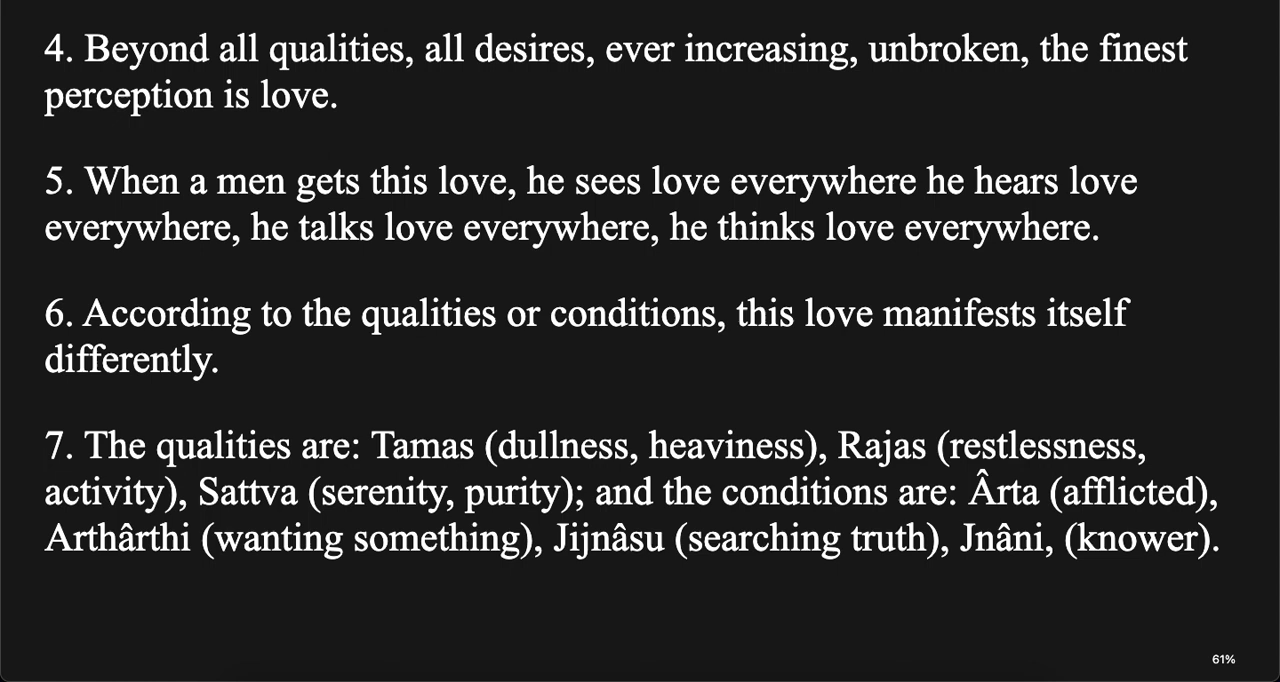 4. Beyond all qualities, all desires, ever increasing, unbroken, the finest
perception is love.
5. When a men gets this love, he sees love everywhere he hears love
everywhere, he talks love everywhere, he thinks love everywhere.
6. According to the qualities or conditions, this love manifests itself
differently.
7. The qualities are: Tamas (dullness, heaviness), Rajas (restlessness,
activity), Sattva (serenity, purity); and the conditions are: Ârta (afflicted),
Arthârthi (wanting something), Jijnâsu (searching truth), Jnâni, (knower).
61%